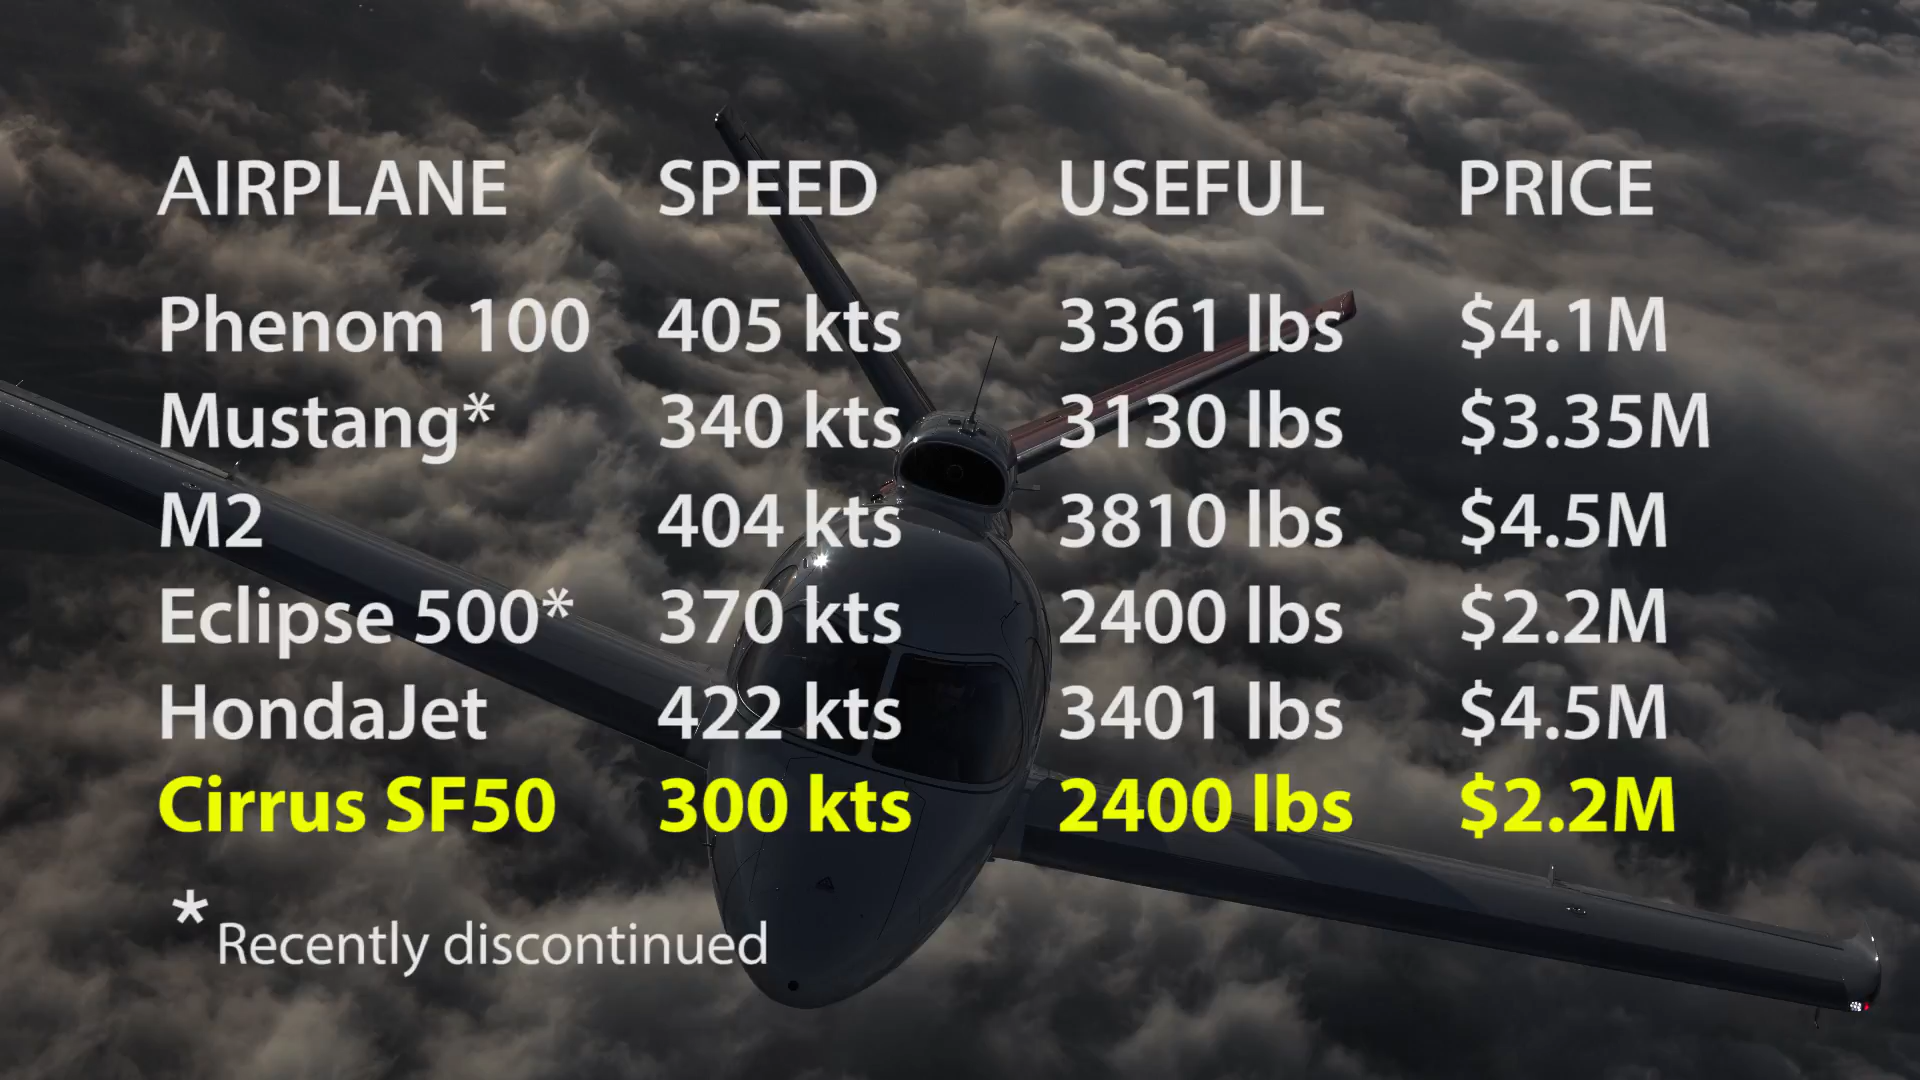 AIRPLANE SPEED USEFUL PRICE
Phenom 100 405 kts 3361 lbs $4.1M
Mustang* 340 kts 3130 lbs $3.35M
M2 404 kts 3810 lbs $4.5M
Eclipse 500* 370 kts 2400 lbs $2.2M
HondaJet 422 kts 3401 lbs $4.5M
Cirrus SF50 300 kts 2400 lbs $2.2M
* Recently discontinued